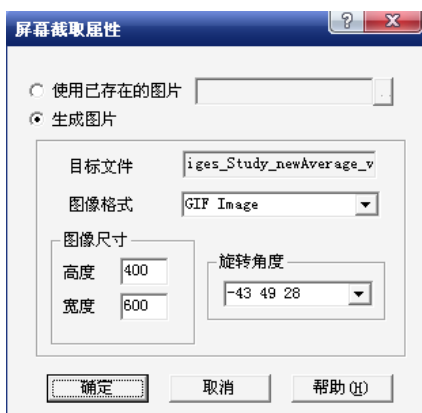 屏幕截取属性
使用已存在的图片
生成图片
目标文件 iges_Study_newAverage_v
图像格式 GIF Image
图像尺寸
高度 400
宽度 600
旋转角度
-43 49 28
确定 取消 帮助(H)